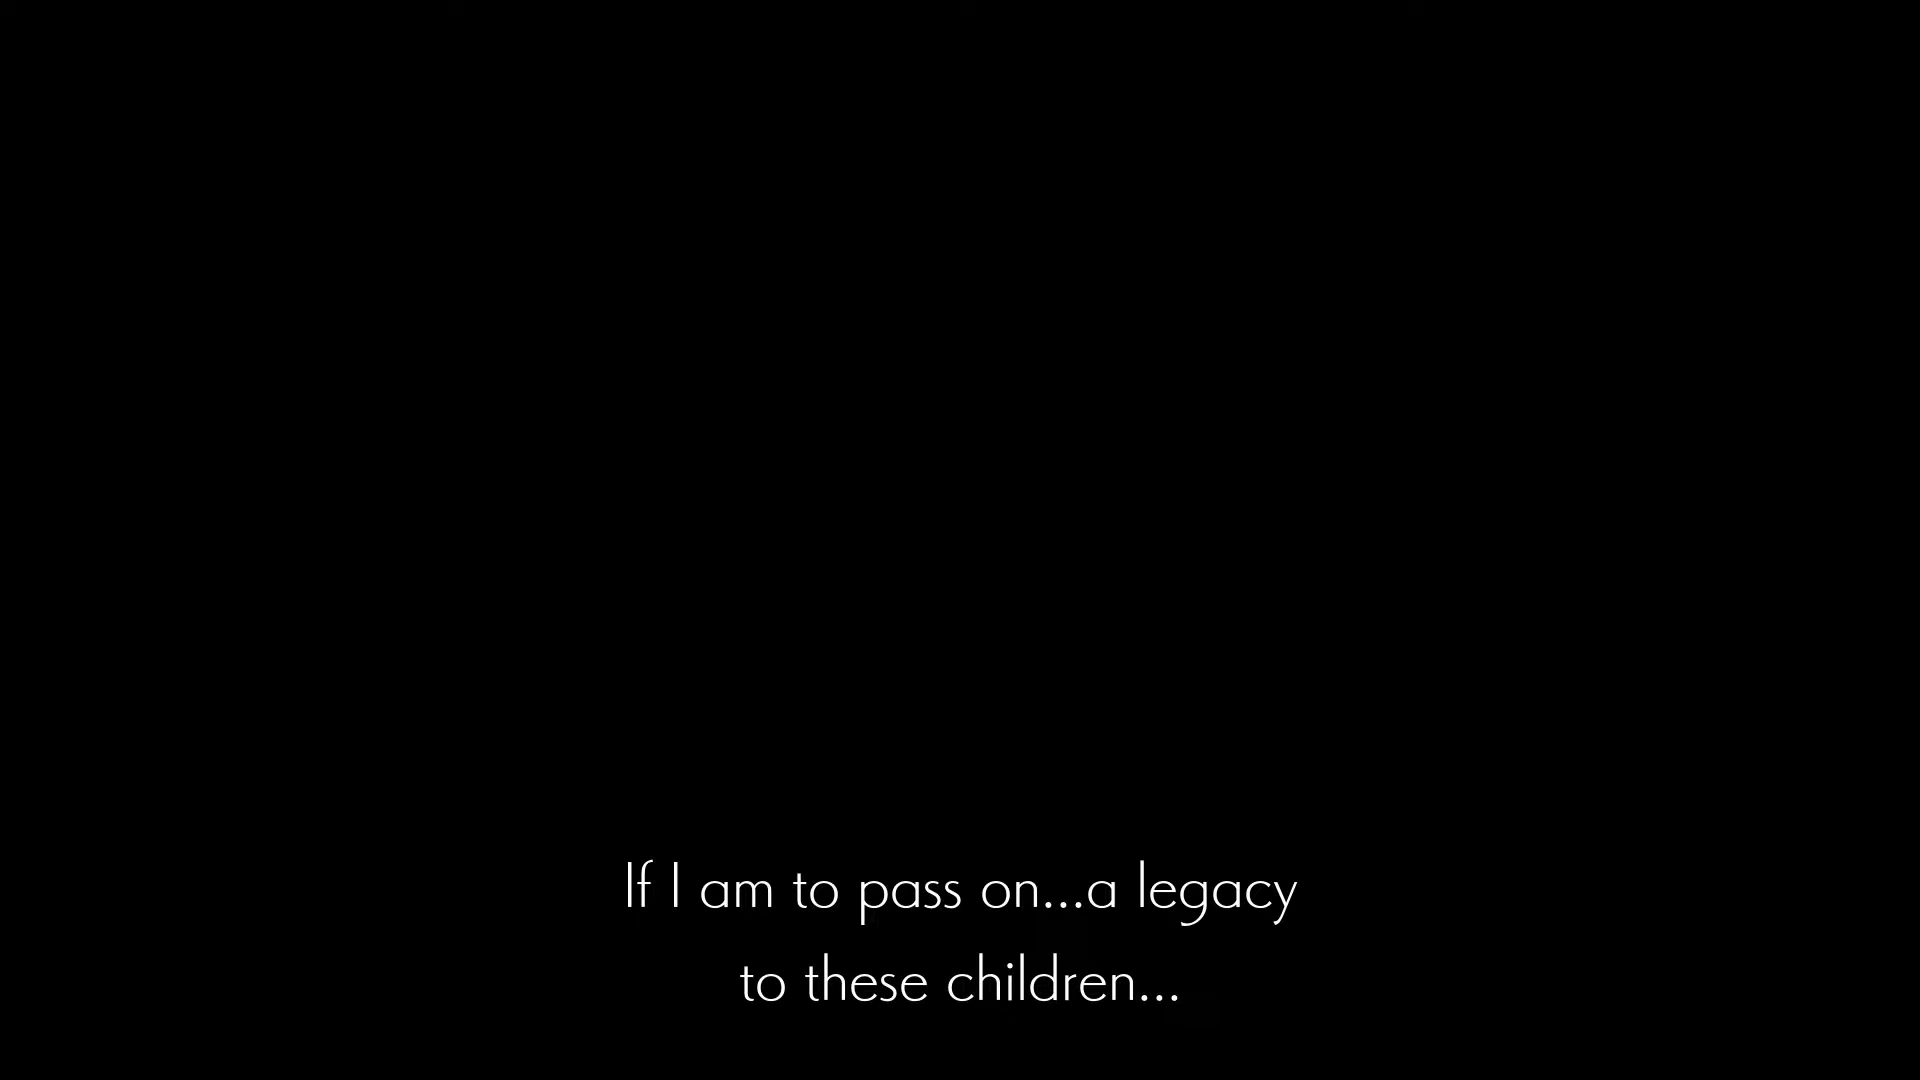 If I am to pass on...a legacy
to these children...